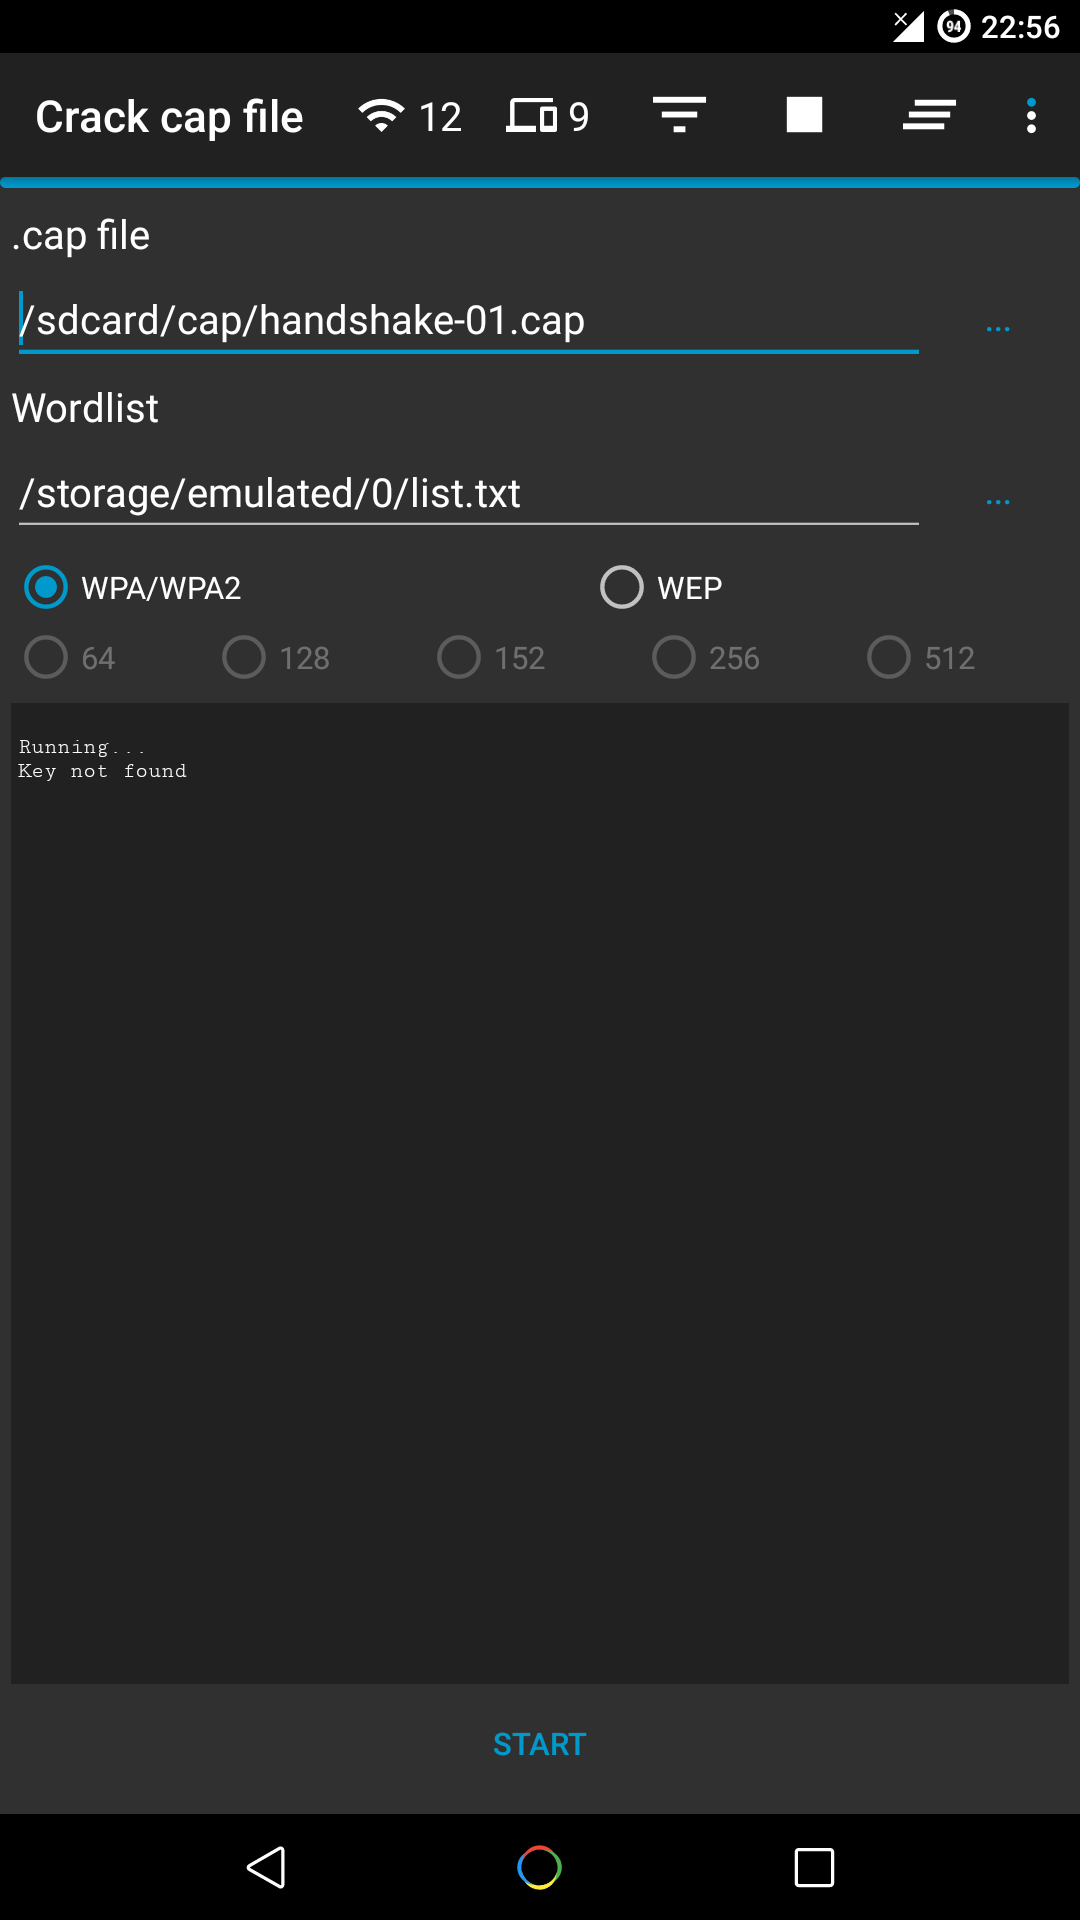 94 22:56
Crack cap file 12 9
.cap file
/sdcard/cap/handshake-01.cap ...
Wordlist
/storage/emulated/0/list.txt ...
WPA/WPA2 WEP
64 128 152 256 512
Running...
Key not found
START